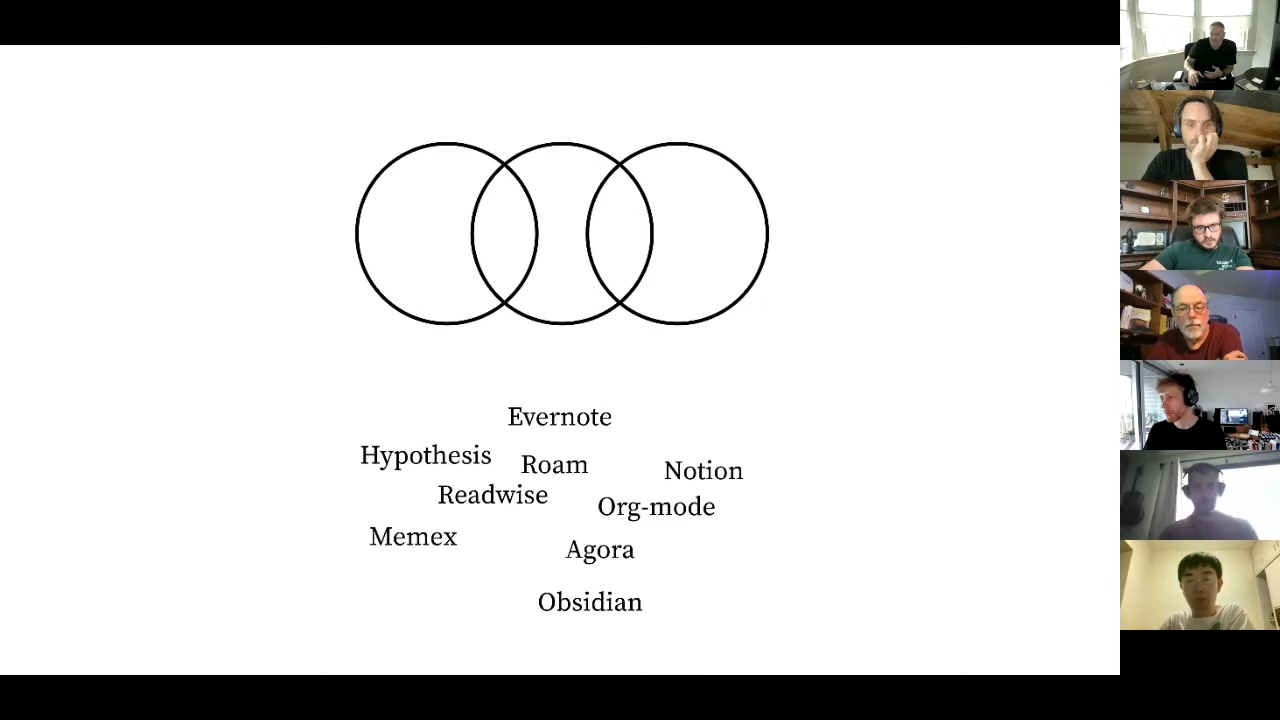 Evernote
Hypothesis
Roam
Notion
Readwise
Org-mode
Memex
Agora
Obsidian